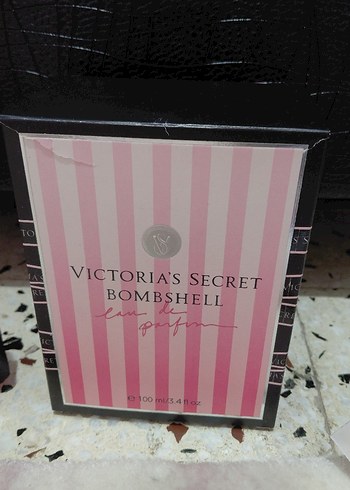 VICTORIA'S SECRET
BOMBSHELL
eau de
parfum
℮ 100 ml/3.4 fl oz